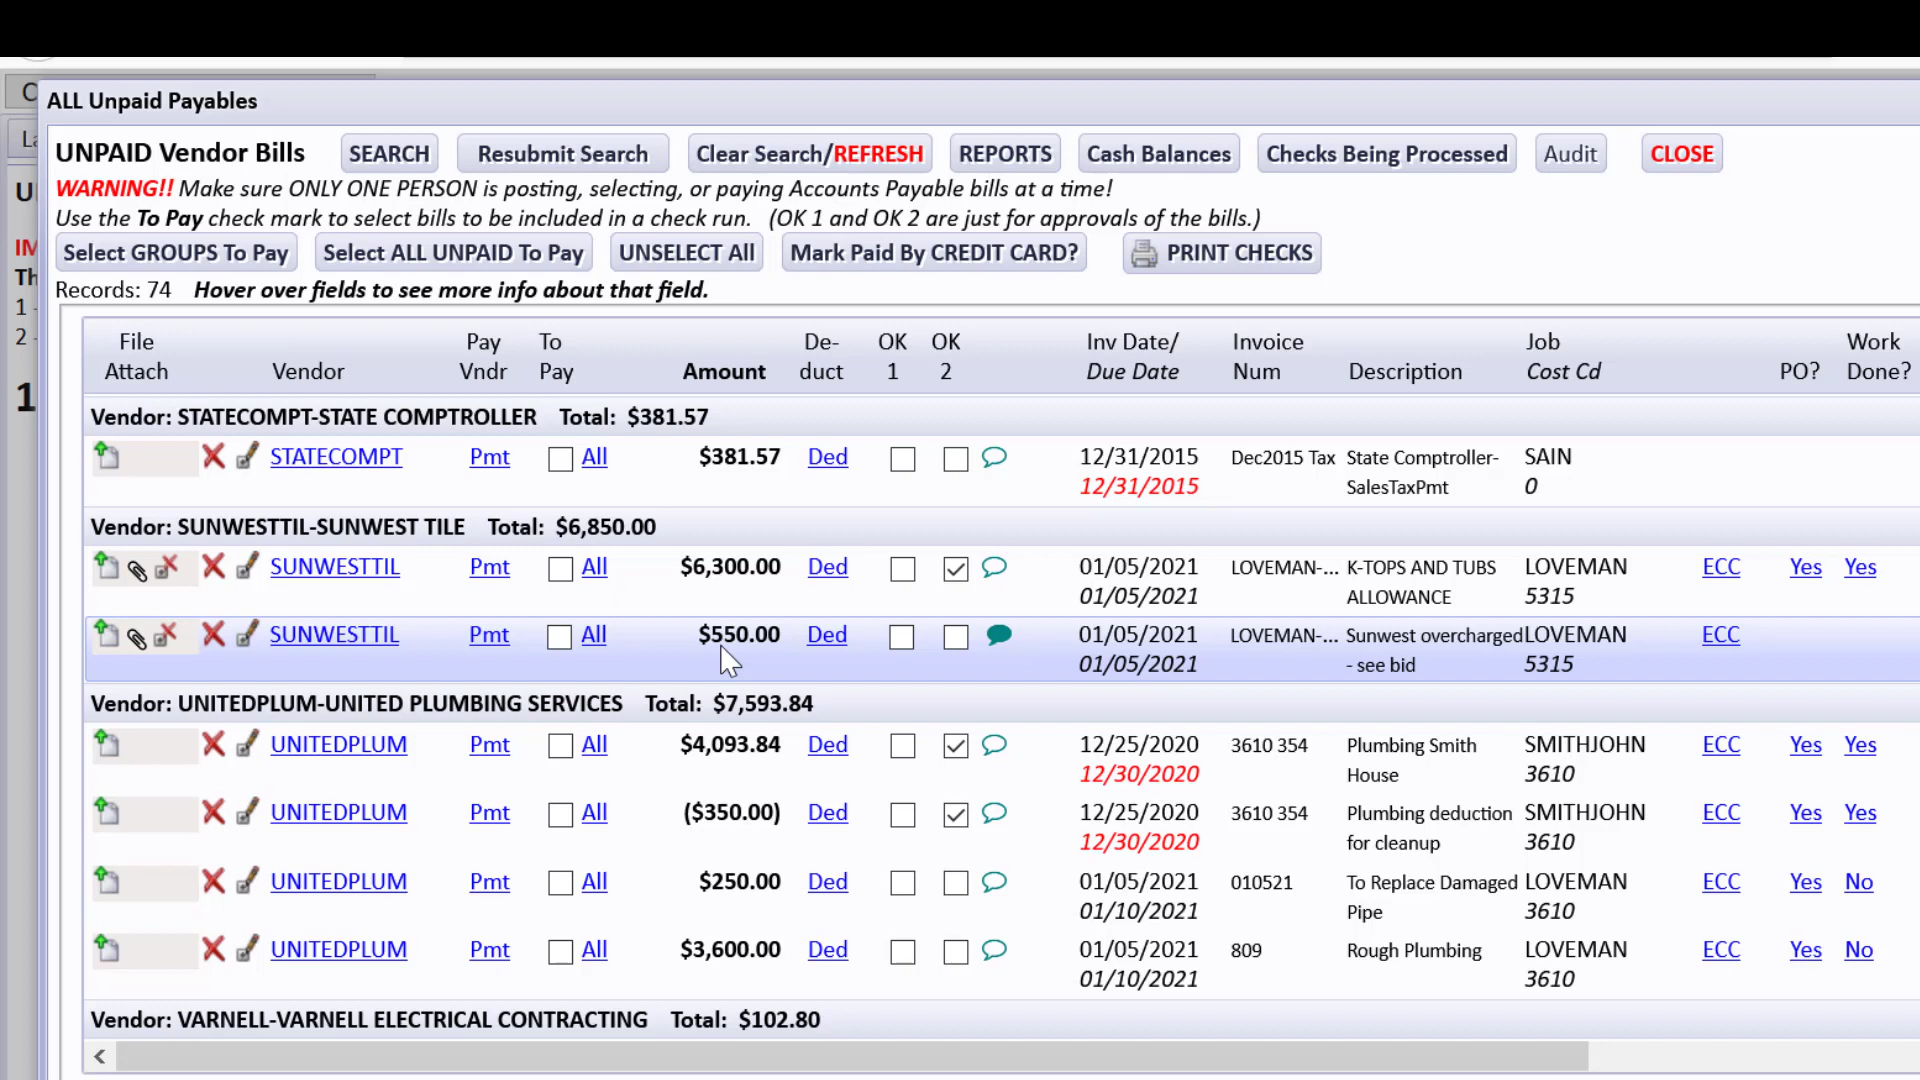 ALL Unpaid Payables
UNPAID Vendor Bills SEARCH Resubmit Search Clear Search/REFRESH REPORTS Cash Balances Checks Being Processed Audit CLOSE
WARNING!! Make sure ONLY ONE PERSON is posting, selecting, or paying Accounts Payable bills at a time!
Use the To Pay check mark to select bills to be included in a check run. (OK 1 and OK 2 are just for approvals of the bills.)
Select GROUPS To Pay Select ALL UNPAID To Pay UNSELECT All Mark Paid By CREDIT CARD? PRINT CHECKS
Records: 74 Hover over fields to see more info about that field.
File Pay To De- OK OK Inv Date/ Invoice Job Work
Attach Vendor Vndr Pay Amount duct 1 2 Due Date Num Description Cost Cd PO? Done?
Vendor: STATECOMPT-STATE COMPTROLLER Total: $381.57
STATECOMPT Pmt All $381.57 Ded 12/31/2015 Dec2015 Tax State Comptroller- SAIN
12/31/2015 SalesTaxPmt 0
Vendor: SUNWESTTIL-SUNWEST TILE Total: $6,850.00
SUNWESTTIL Pmt All $6,300.00 Ded 01/05/2021 LOVEMAN-... K-TOPS AND TUBS LOVEMAN ECC Yes Yes
01/05/2021 ALLOWANCE 5315
SUNWESTTIL Pmt All $550.00 Ded 01/05/2021 LOVEMAN-... Sunwest overcharged LOVEMAN ECC
01/05/2021 - see bid 5315
Vendor: UNITEDPLUM-UNITED PLUMBING SERVICES Total: $7,593.84
UNITEDPLUM Pmt All $4,093.84 Ded 12/25/2020 3610 354 Plumbing Smith SMITHJOHN ECC Yes Yes
12/30/2020 House 3610
UNITEDPLUM Pmt All ($350.00) Ded 12/25/2020 3610 354 Plumbing deduction SMITHJOHN ECC Yes Yes
12/30/2020 for cleanup 3610
UNITEDPLUM Pmt All $250.00 Ded 01/05/2021 010521 To Replace Damaged LOVEMAN ECC Yes No
01/10/2021 Pipe 3610
UNITEDPLUM Pmt All $3,600.00 Ded 01/05/2021 809 Rough Plumbing LOVEMAN ECC Yes No
01/10/2021 3610
Vendor: VARNELL-VARNELL ELECTRICAL CONTRACTING Total: $102.80